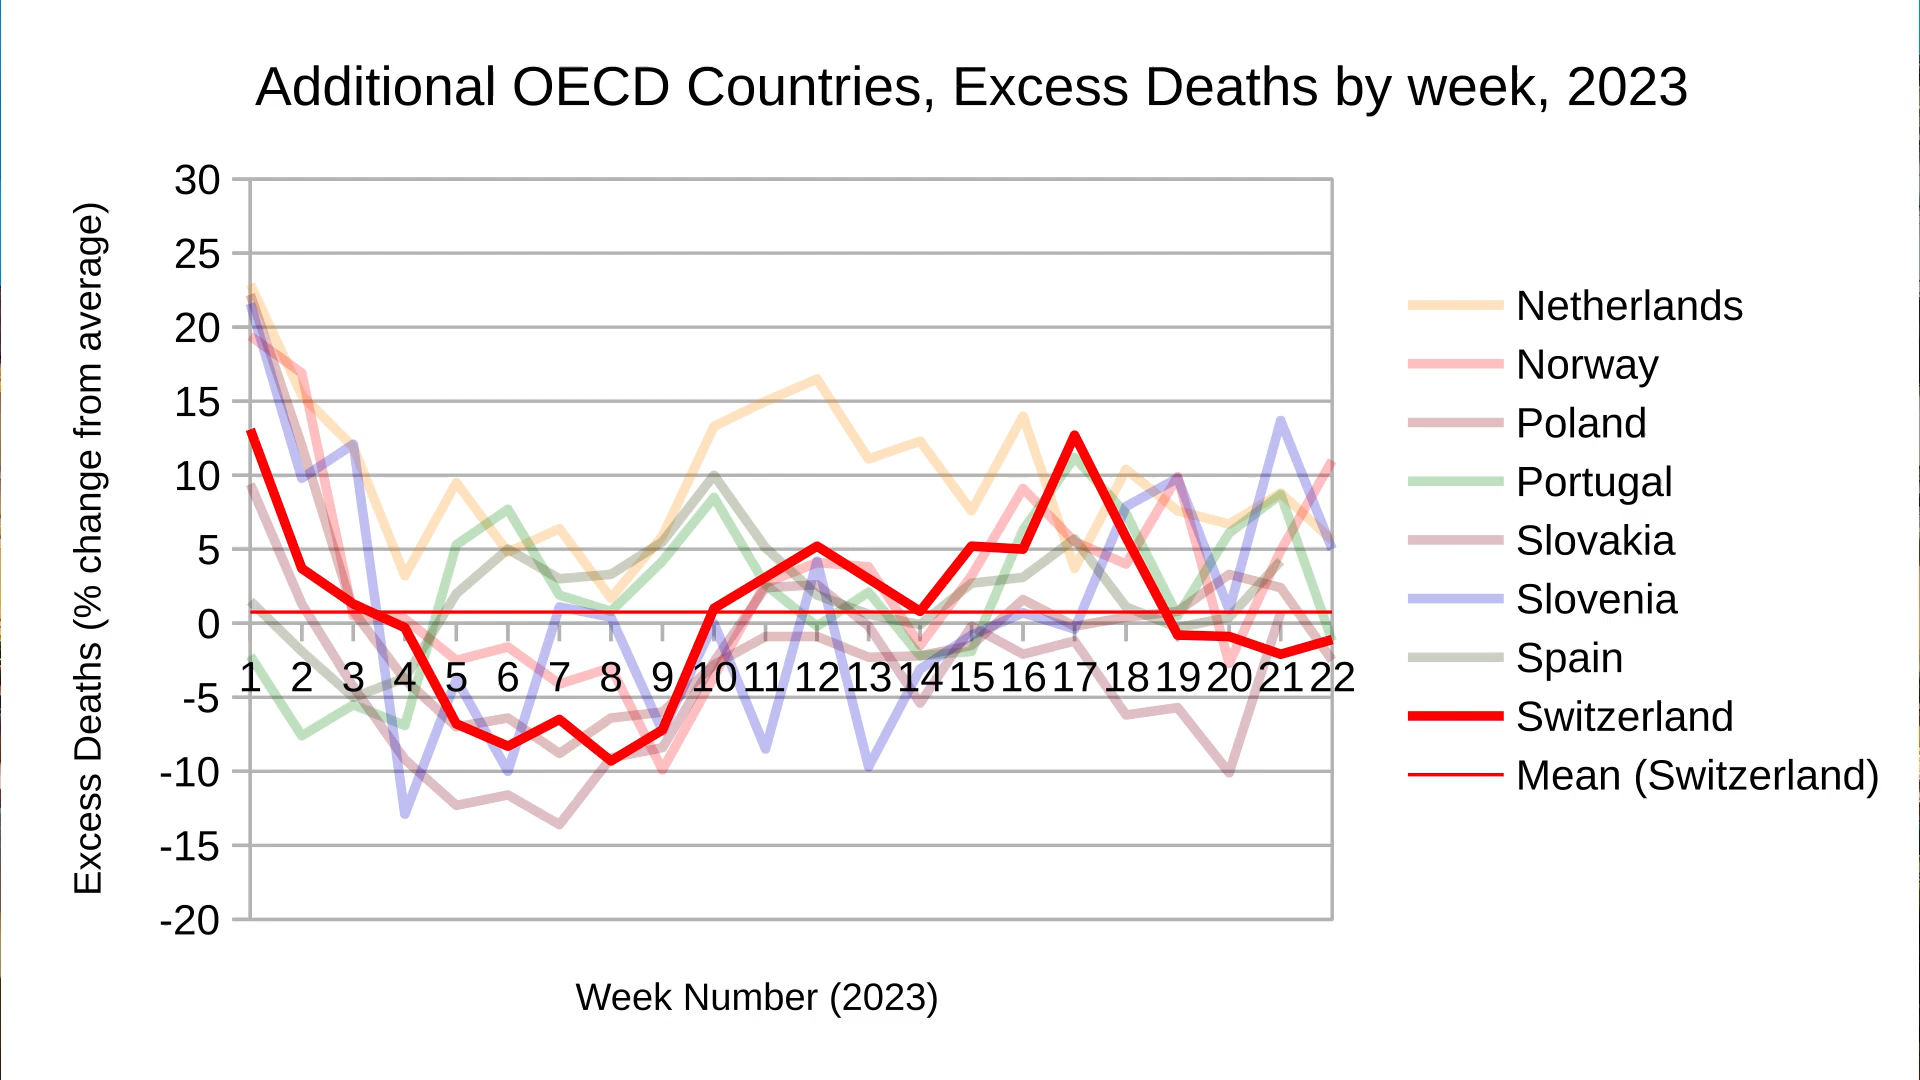 Additional OECD Countries, Excess Deaths by week, 2023
Excess Deaths (% change from average)
30
25
20
15
10
5
0
-5
-10
-15
-20
1 2 3 4 5 6 7 8 9 10 11 12 13 14 15 16 17 18 19 20 21 22
Week Number (2023)
Netherlands
Norway
Poland
Portugal
Slovakia
Slovenia
Spain
Switzerland
Mean (Switzerland)